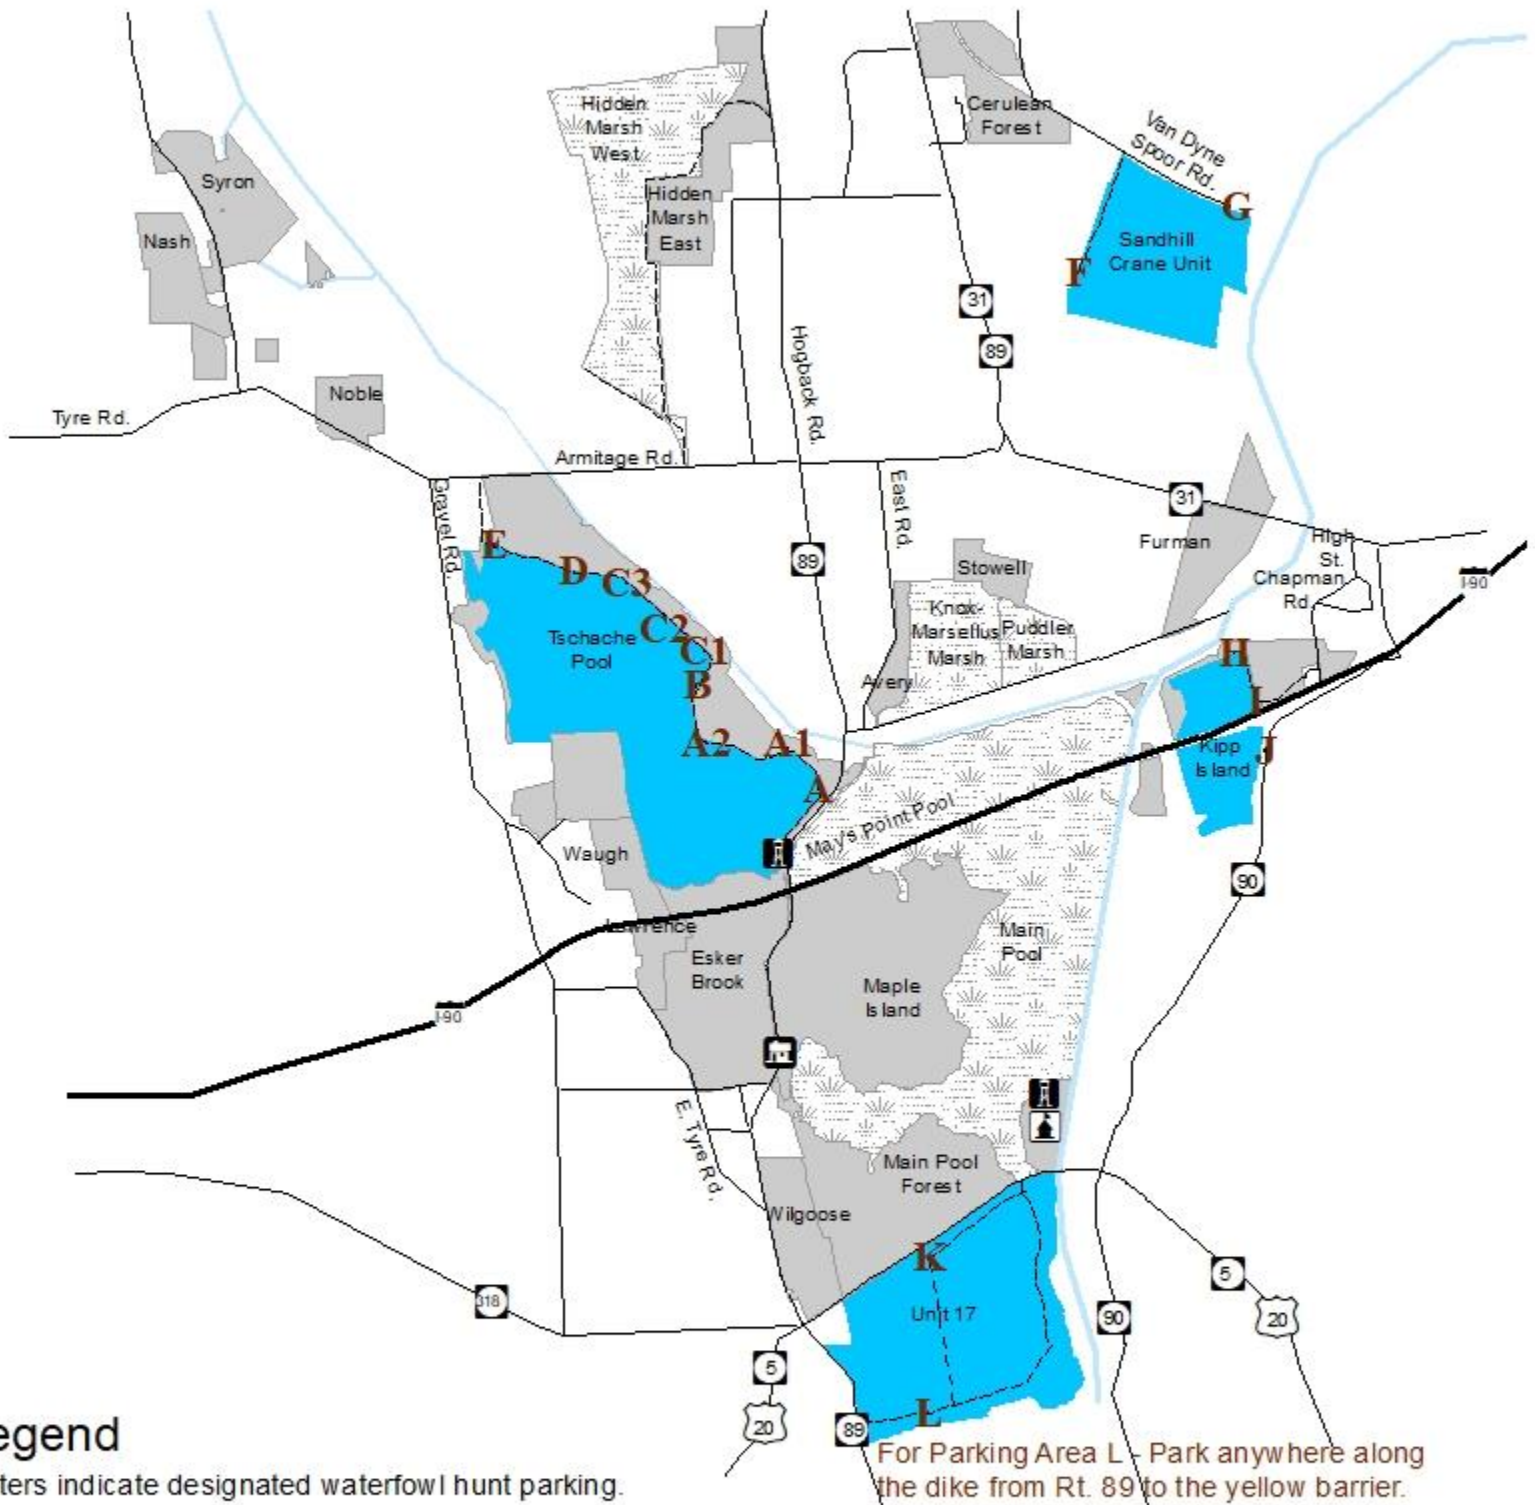 Hidden
Marsh
West
Cerulean
Forest
Van Dyne
Spoor Rd.
Syron
Hidden
Marsh
East
G
Nash
Sandhill
Crane Unit
F
31
89
Hogback Rd.
Noble
Tyre Rd.
Armitage Rd.
Gravel Rd.
East Rd.
31
Furman
High
St.
Chapman
Rd.
I-90
E
D
C3
C2
C1
B
A2
A1
A
89
Stowell
Knox-
Marsellus
Marsh
Puddler
Marsh
Avery
Tschache
Pool
H
I
J
Kipp
Island
May's Point Pool
Waugh
90
Lawrence
Esker
Brook
Main
Pool
Maple
Island
I-90
E. Tyre Rd.
Main Pool
Forest
Wilgoose
K
Unit 17
318
5
20
90
5
20
L
89
egend
ters indicate designated waterfowl hunt parking.
For Parking Area L - Park anywhere along
the dike from Rt. 89 to the yellow barrier.